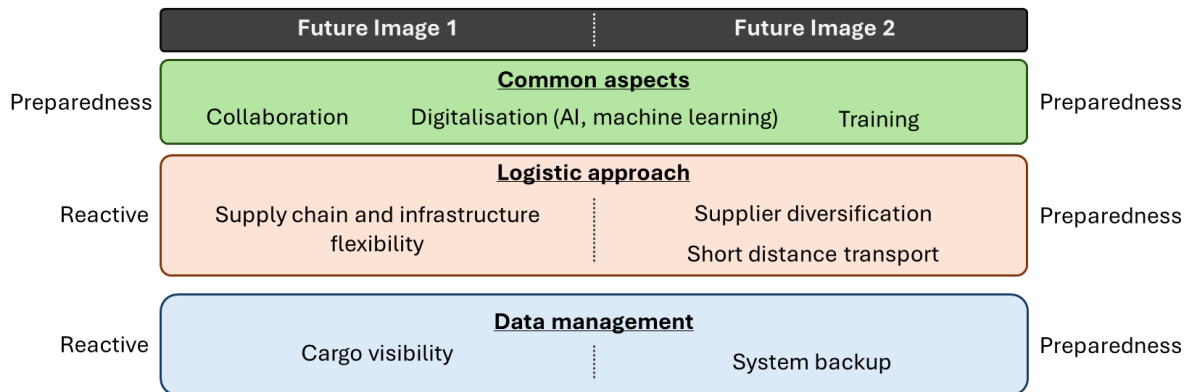 Future Image 1
Future Image 2
Common aspects
Preparedness
Collaboration
Digitalisation (AI, machine learning)
Training
Preparedness
Logistic approach
Reactive
Supply chain and infrastructure
flexibility
Supplier diversification
Short distance transport
Preparedness
Data management
Reactive
Cargo visibility
System backup
Preparedness